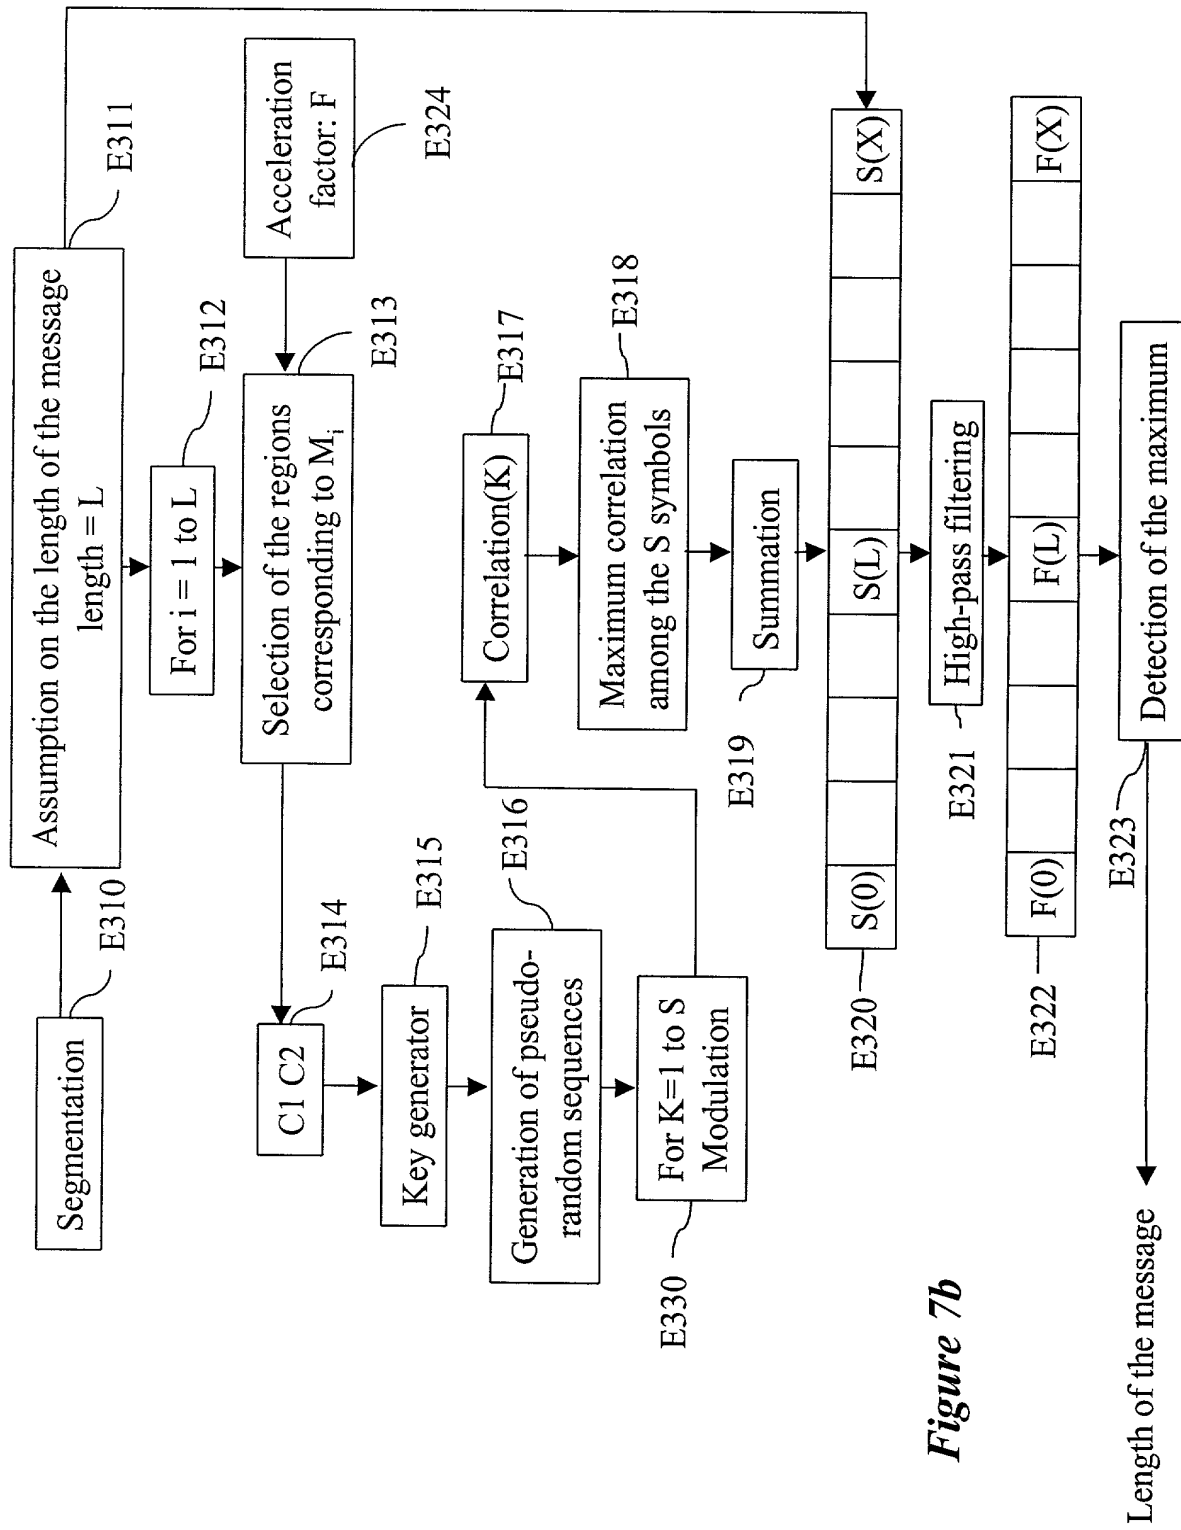 Segmentation
E310
Assumption on the length of the message
length = L
E311
For i = 1 to L
E312
Selection of the regions
corresponding to Mi
E313
Acceleration
factor: F
E324
C1 C2
E314
Key generator
E315
Generation of pseudo-
random sequences
E316
For K=1 to S
Modulation
E330
Correlation(K)
E317
Maximum correlation
among the S symbols
E318
Summation
E319
S(0)
S(L)
S(X)
E320
High-pass filtering
E321
F(0)
F(L)
F(X)
E322
Detection of the maximum
E323
Length of the message
Figure 7b